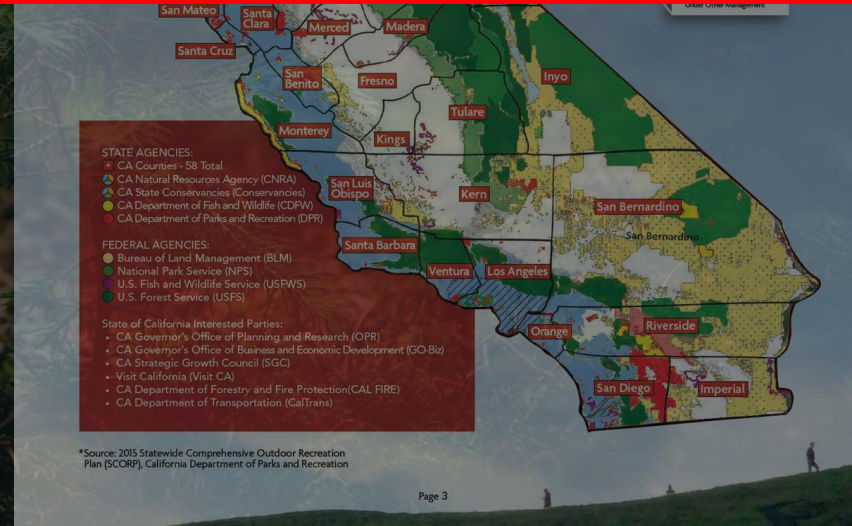 Under Other Management
San Mateo
Santa
Clara
Merced
Madera
Santa Cruz
San
Benito
Fresno
Inyo
Tulare
Monterey
Kings
STATE AGENCIES:
CA Counties - 58 Total
CA Natural Resources Agency (CNRA)
CA State Conservancies (Conservancies)
CA Department of Fish and Wildlife (CDFW)
CA Department of Parks and Recreation (DPR)
San Luis
Obispo
Kern
San Bernardino
San Bernardino
FEDERAL AGENCIES:
Bureau of Land Management (BLM)
National Park Service (NPS)
U.S. Fish and Wildlife Service (USFWS)
U.S. Forest Service (USFS)
Santa Barbara
Ventura
Los Angeles
Orange
Riverside
San Diego
Imperial
State of California Interested Parties:
• CA Governor's Office of Planning and Research (OPR)
• CA Governor's Office of Business and Economic Development (GO-Biz)
• CA Strategic Growth Council (SGC)
• Visit California (Visit CA)
• CA Department of Forestry and Fire Protection(CAL FIRE)
• CA Department of Transportation (CalTrans)
*Source: 2015 Statewide Comprehensive Outdoor Recreation
Plan (SCORP), California Department of Parks and Recreation
Page 3